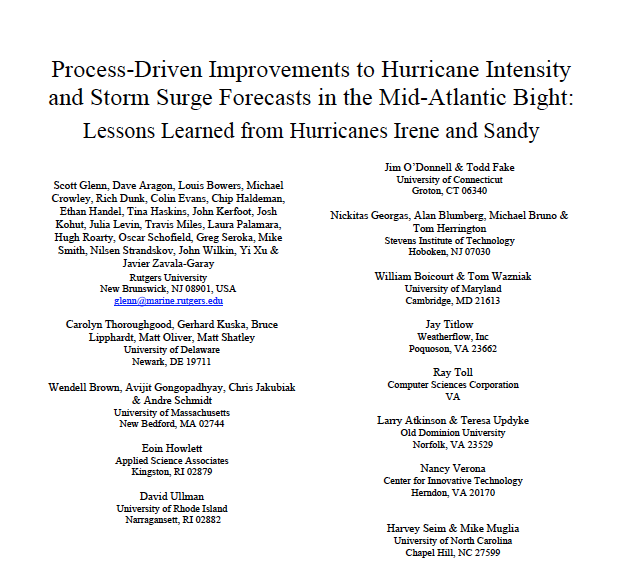 Process-Driven Improvements to Hurricane Intensity
and Storm Surge Forecasts in the Mid-Atlantic Bight:
Lessons Learned from Hurricanes Irene and Sandy
Scott Glenn, Dave Aragon, Louis Bowers, Michael
Crowley, Rich Dunk, Colin Evans, Chip Haldeman,
Ethan Handel, Tina Haskins, John Kerfoot, Josh
Kohut, Julia Levin, Travis Miles, Laura Palamara,
Hugh Roarty, Oscar Schofield, Greg Seroka, Mike
Smith, Nilsen Strandskov, John Wilkin, Yi Xu &
Javier Zavala-Garay
Rutgers University
New Brunswick, NJ 08901, USA
glenn@marine.rutgers.edu
Carolyn Thoroughgood, Gerhard Kuska, Bruce
Lipphardt, Matt Oliver, Matt Shatley
University of Delaware
Newark, DE 19711
Wendell Brown, Avijit Gongopadhyay, Chris Jakubiak
& Andre Schmidt
University of Massachusetts
New Bedford, MA 02744
Eoin Howlett
Applied Science Associates
Kingston, RI 02879
David Ullman
University of Rhode Island
Narragansett, RI 02882
Jim O’Donnell & Todd Fake
University of Connecticut
Groton, CT 06340
Nickitas Georgas, Alan Blumberg, Michael Bruno &
Tom Herrington
Stevens Institute of Technology
Hoboken, NJ 07030
William Boicourt & Tom Wazniak
University of Maryland
Cambridge, MD 21613
Jay Titlow
Weatherflow, Inc
Poquoson, VA 23662
Ray Toll
Computer Sciences Corporation
VA
Larry Atkinson & Teresa Updyke
Old Dominion University
Norfolk, VA 23529
Nancy Verona
Center for Innovative Technology
Herndon, VA 20170
Harvey Seim & Mike Muglia
University of North Carolina
Chapel Hill, NC 27599